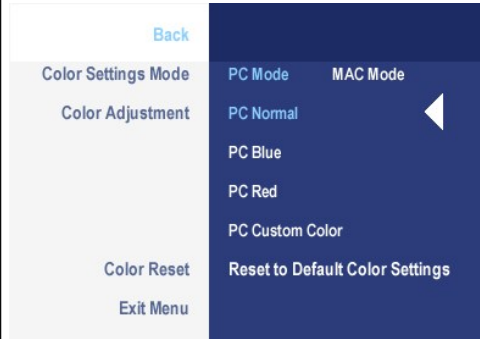 Back
Color Settings Mode PC Mode MAC Mode
Color Adjustment PC Normal
PC Blue
PC Red
PC Custom Color
Color Reset Reset to Default Color Settings
Exit Menu